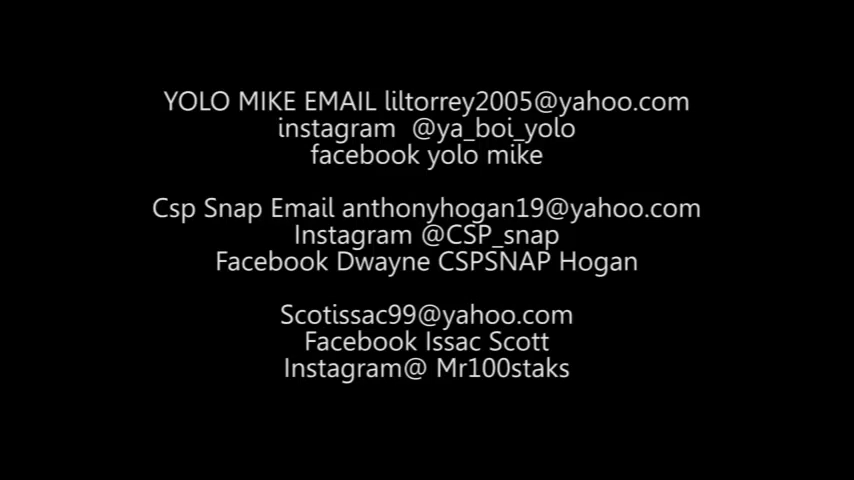 YOLO MIKE EMAIL liltorrey2005@yahoo.com
instagram  @ya_boi_yolo
facebook yolo mike
Csp Snap Email anthonyhogan19@yahoo.com
Instagram @CSP_snap
Facebook Dwayne CSPSNAP Hogan
Scotissac99@yahoo.com
Facebook Issac Scott
Instagram@ Mr100staks